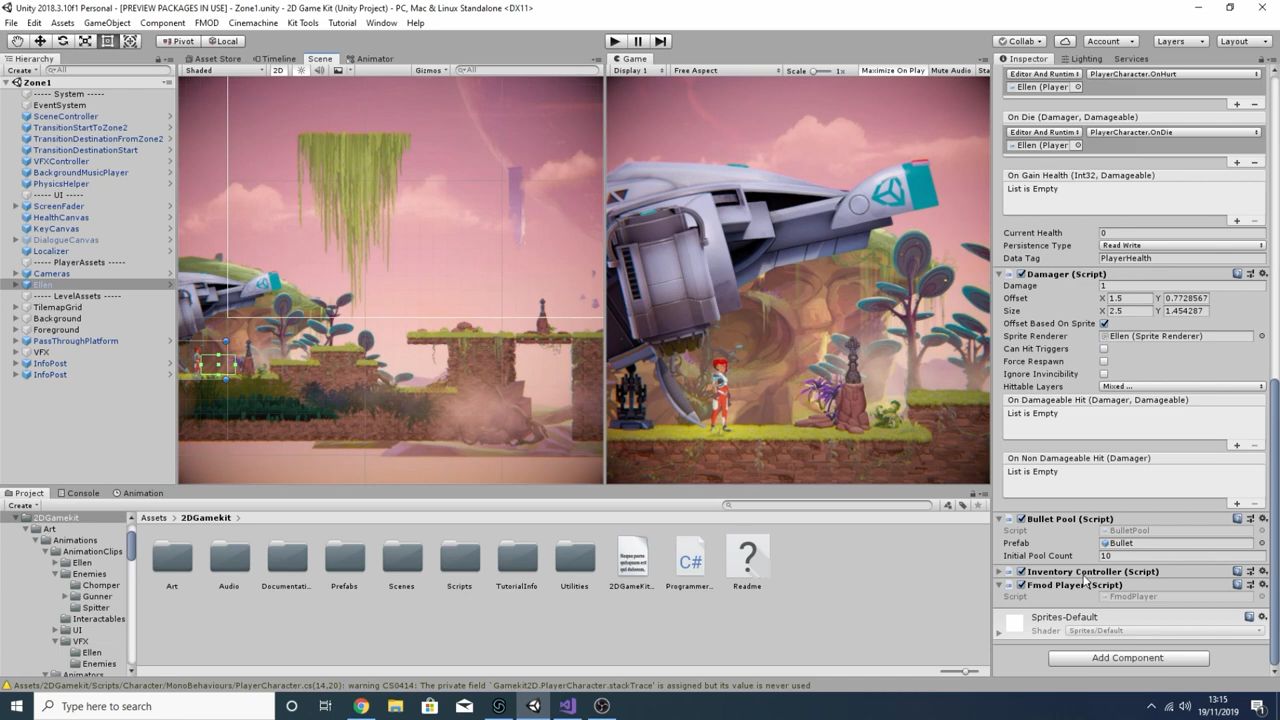 Unity 2018.3.10f1 Personal - [PREVIEW PACKAGES IN USE] - Zone1.unity - 2D Game Kit (Unity Project) - PC, Mac & Linux Standalone <DX11>
File Edit Assets GameObject Component FMOD Cinemachine Kit Tools Tutorial Window Help
Pivot Local Collab Account Layers Layout
Hierarchy
Create All
Zone1
----- System -----
EventSystem
SceneController
TransitionStartToZone2
TransitionDestinationFromZone2
TransitionDestinationStart
VFXController
BackgroundMusicPlayer
PhysicsHelper
----- UI -----
ScreenFader
HealthCanvas
KeyCanvas
DialogueCanvas
Localizer
----- PlayerAssets -----
Cameras
Ellen
----- LevelAssets -----
TilemapGrid
Background
Foreground
PassThroughPlatform
VFX
InfoPost
InfoPost
Asset Store Timeline Scene Animator
Shaded 2D Gizmos All
Game
Display 1 Free Aspect Scale 1x Maximize On Play Mute Audio Sta
Inspector Lighting Services
Editor And Runtim PlayerCharacter.OnHurt
Ellen (Player
On Die (Damager, Damageable)
Editor And Runtim PlayerCharacter.OnDie
Ellen (Player
On Gain Health (Int32, Damageable)
List is Empty
Current Health 0
Persistence Type Read Write
Data Tag PlayerHealth
Damager (Script)
Damage 1
Offset X 1.5 Y 0.7728567
Size X 2.5 Y 1.454287
Offset Based On Sprite
Sprite Renderer Ellen (Sprite Renderer)
Can Hit Triggers
Force Respawn
Ignore Invincibility
Hittable Layers Mixed ...
On Damageable Hit (Damager, Damageable)
List is Empty
On Non Damageable Hit (Damager)
List is Empty
Bullet Pool (Script)
Script BulletPool
Prefab Bullet
Initial Pool Count 10
Inventory Controller (Script)
Fmod Player (Script)
Script FmodPlayer
Sprites-Default
Shader Sprites/Default
Add Component
Project Console Animation
Create
2DGamekit
Art
Animations
AnimationClips
Ellen
Enemies
Chomper
Gunner
Spitter
Interactables
UI
VFX
Ellen
Enemies
Animators
Assets 2DGamekit
Art Audio Documentati... Prefabs Scenes Scripts TutorialInfo Utilities 2DGameKit... Programmer... Readme
Assets/2DGamekit/Scripts/Character/MonoBehaviours/PlayerCharacter.cs(14,20): warning CS0414: The private field `Gamekit2D.PlayerCharacter.stackTrace' is assigned but its value is never used
Type here to search
13:15
19/11/2019